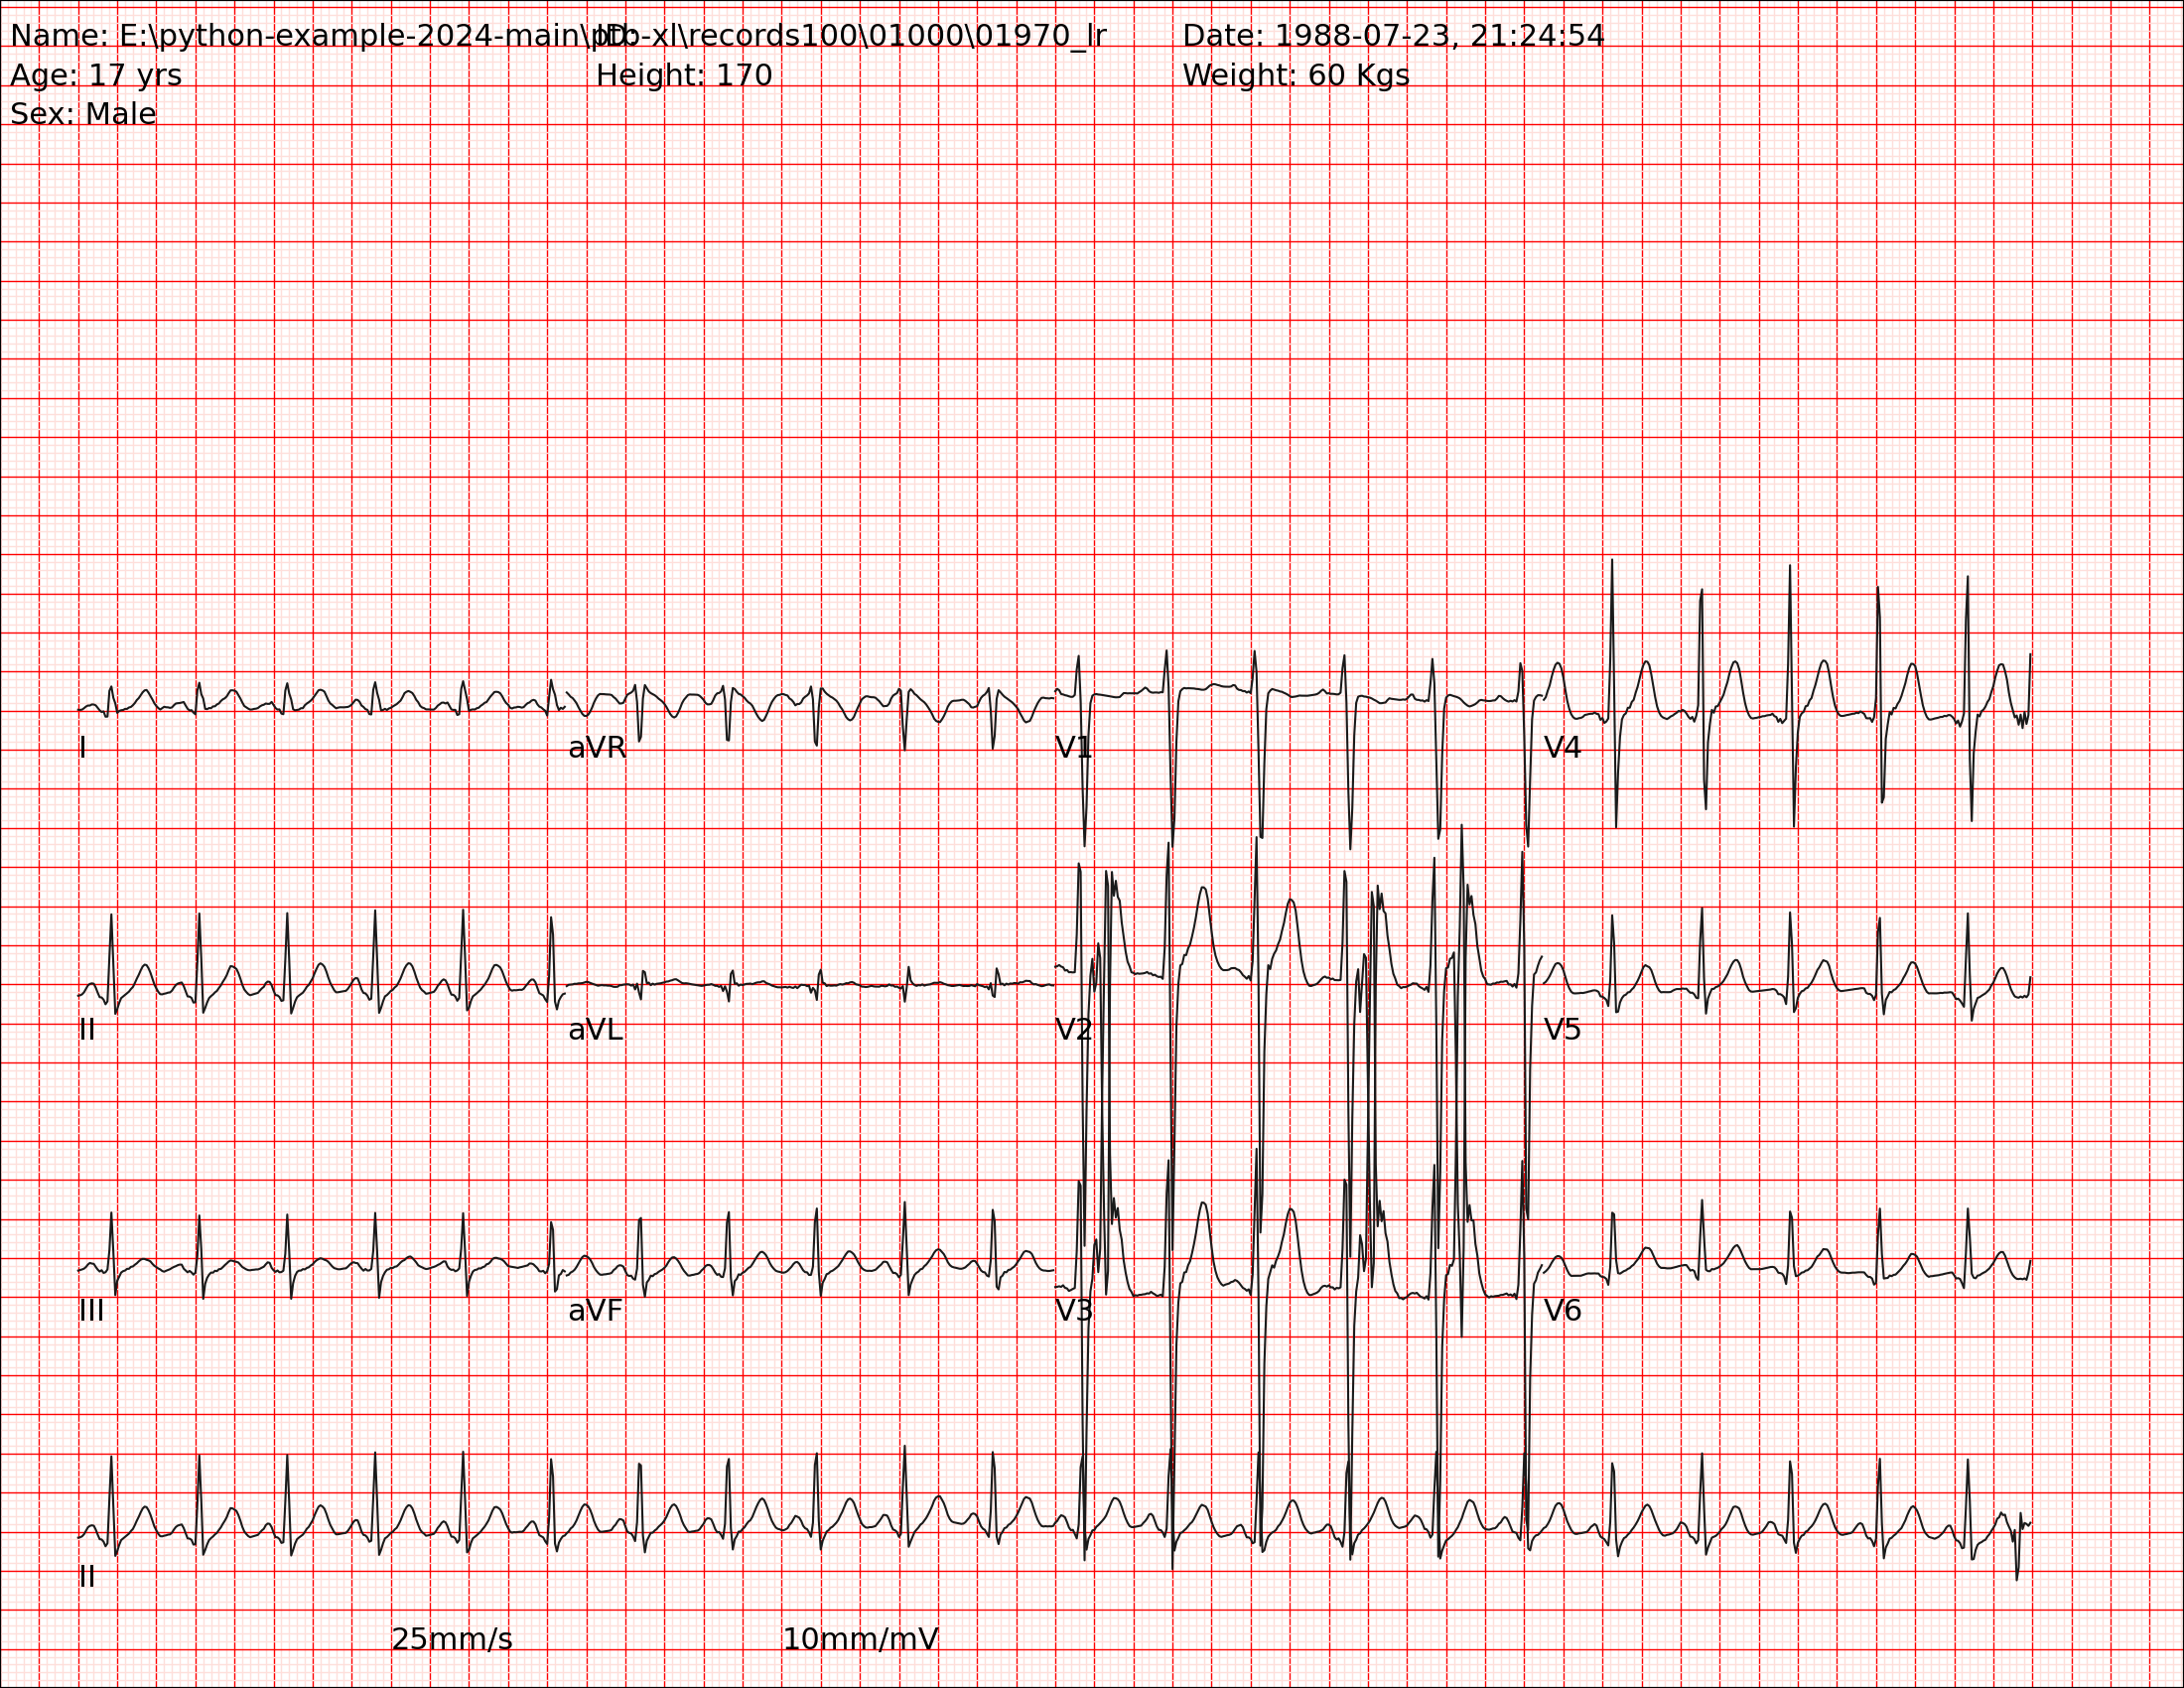 Name: E:\python-example-2024-main\ptb-xl\records100\01000\01970_lr ID: Date: 1988-07-23, 21:24:54
Age: 17 yrs Height: 170 Weight: 60 Kgs
Sex: Male
I aVR V1 V4
II aVL V2 V5
III aVF V3 V6
II
25mm/s 10mm/mV